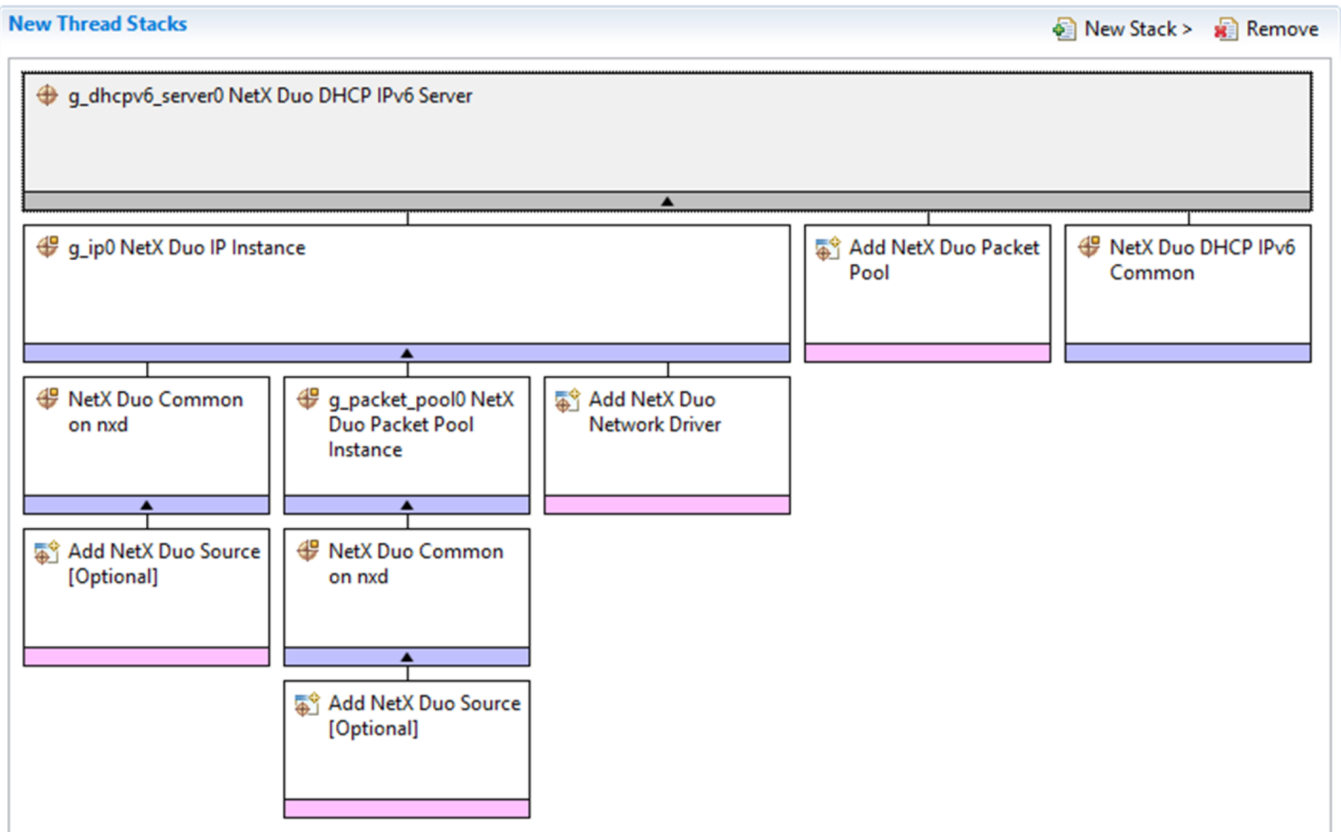 New Thread Stacks
New Stack >
Remove
g_dhcpv6_server0 NetX Duo DHCP IPv6 Server
g_ip0 NetX Duo IP Instance
Add NetX Duo Packet
Pool
NetX Duo DHCP IPv6
Common
NetX Duo Common
on nxd
g_packet_pool0 NetX
Duo Packet Pool
Instance
Add NetX Duo
Network Driver
Add NetX Duo Source
[Optional]
NetX Duo Common
on nxd
Add NetX Duo Source
[Optional]